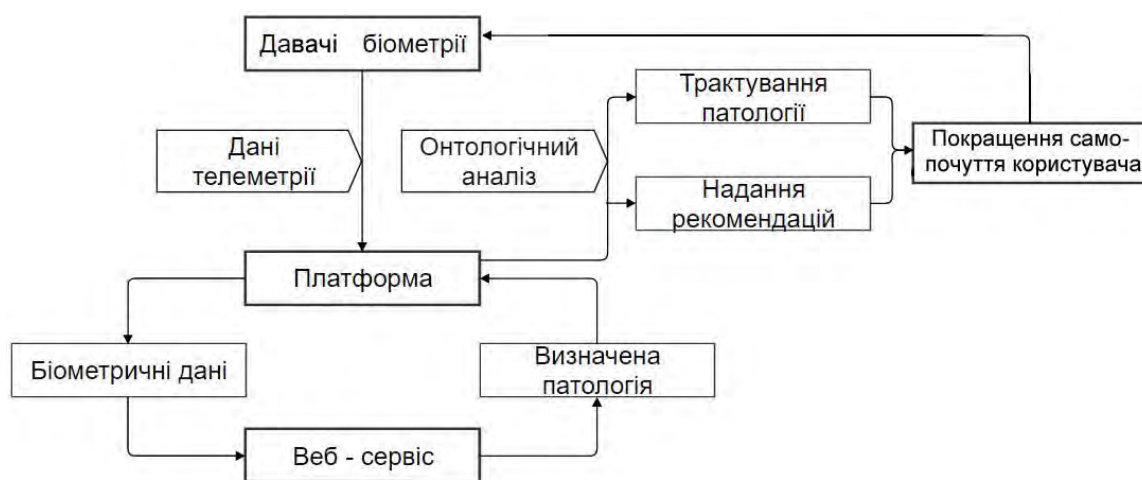 Давачі біометрії
Трактування
патології
Дані
телеметрії
Онтологічний
аналіз
Покращення само-
почуття користувача
Надання
рекомендацій
Платформа
Біометричні дані
Визначена
патологія
Веб - сервіс